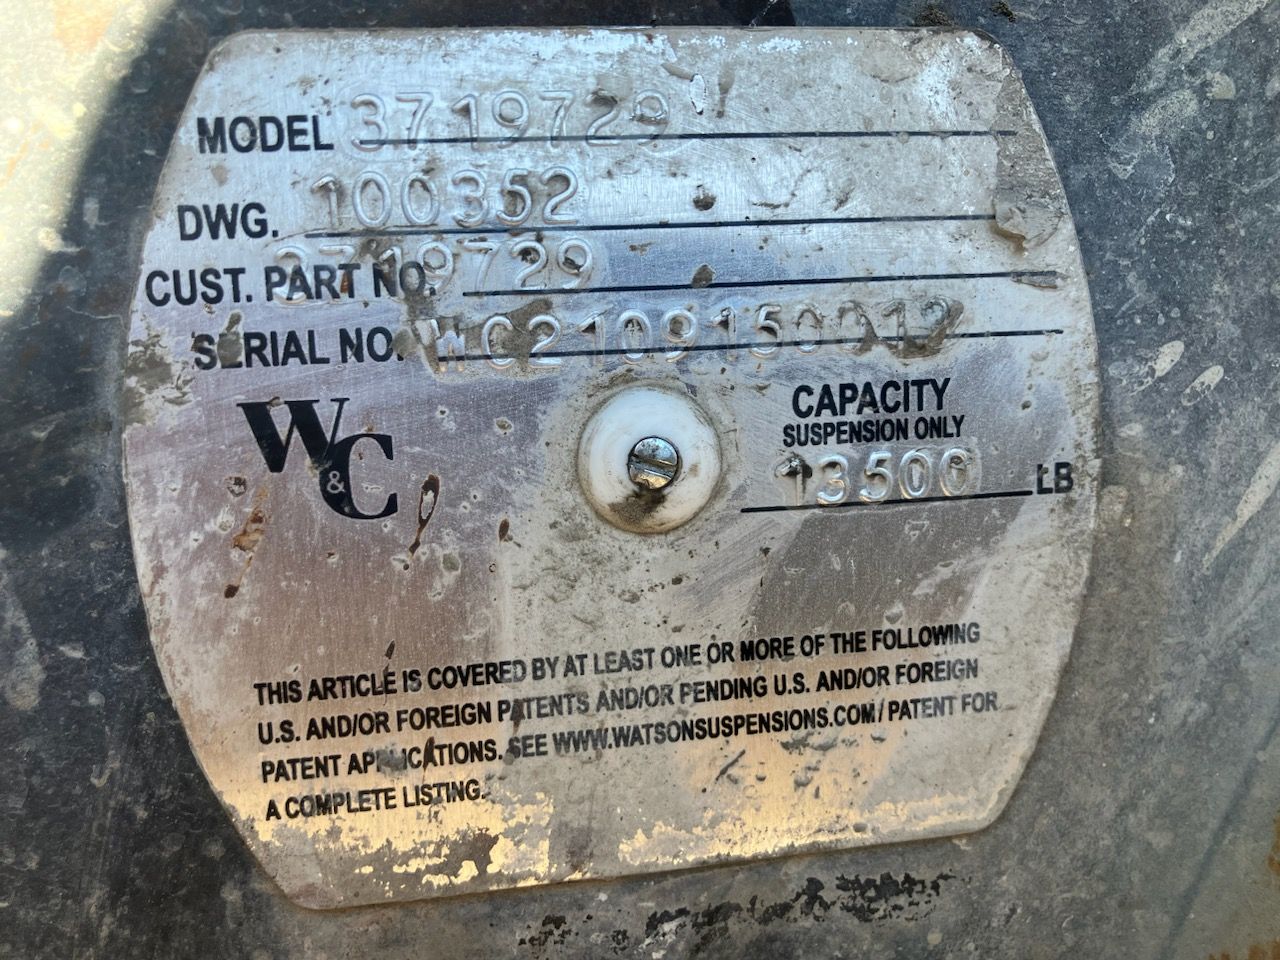 MODEL 3719729
DWG. 100352
CUST. PART NO. 3719729
SERIAL NO. WC2109150012
W&C
CAPACITY
SUSPENSION ONLY
13500 LB
THIS ARTICLE IS COVERED BY AT LEAST ONE OR MORE OF THE FOLLOWING
U.S. AND/OR FOREIGN PATENTS AND/OR PENDING U.S. AND/OR FOREIGN
PATENT APPLICATIONS. SEE WWW.WATSONSUSPENSIONS.COM/PATENT FOR
A COMPLETE LISTING.